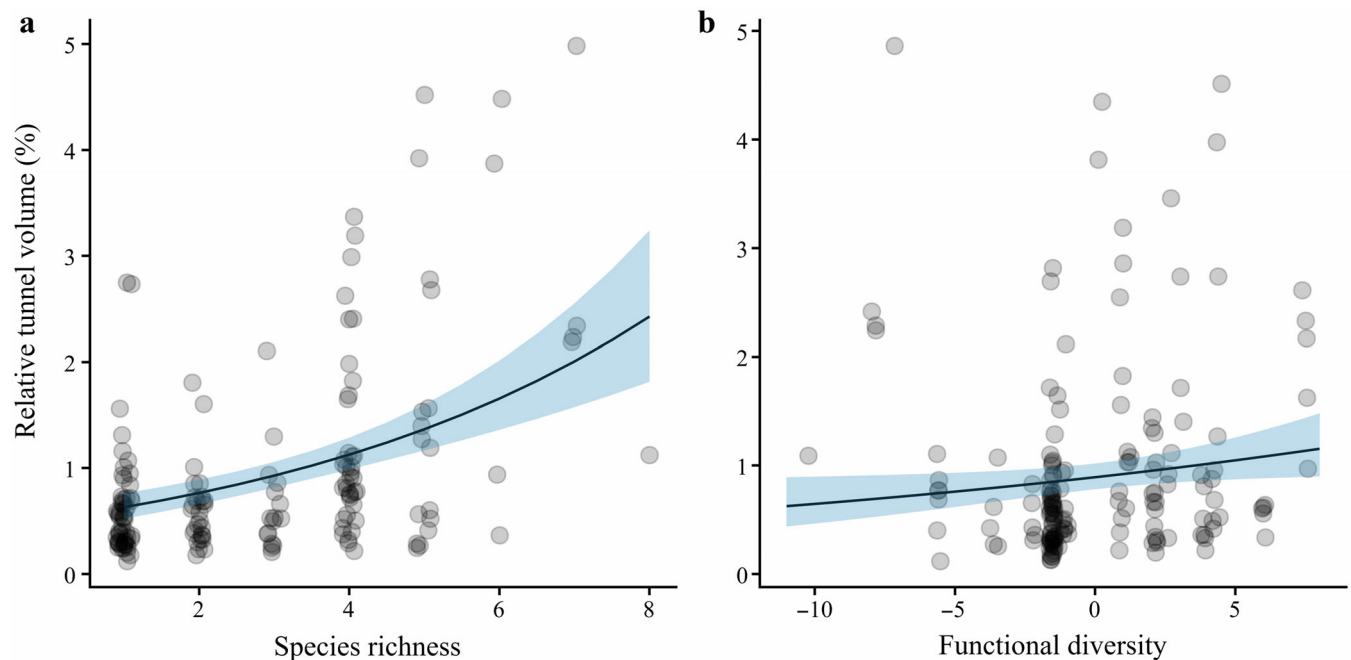 a
5
4
3
2
1
0
Relative tunnel volume (%)
2 4 6 8
Species richness
b
5
4
3
2
1
0
−10 −5 0 5
Functional diversity